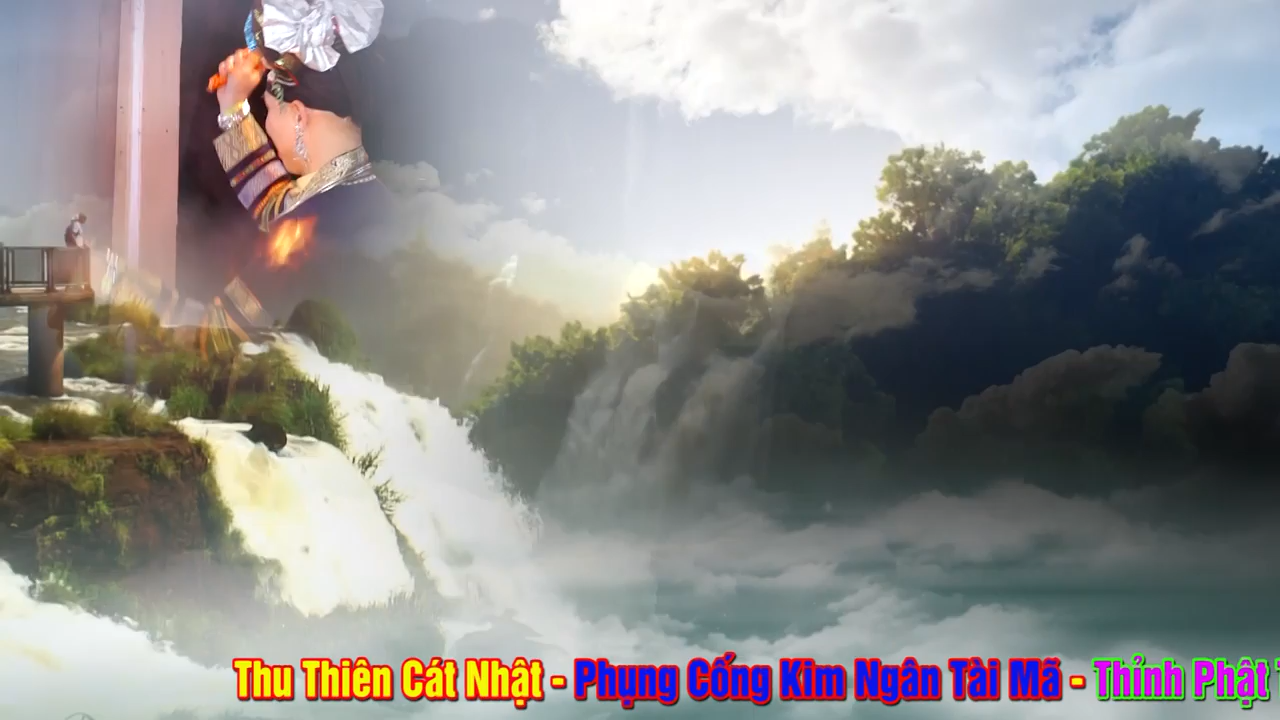 Thu Thiên Cát Nhật - Phụng Cống Kim Ngân Tài Mã - Thỉnh Phật